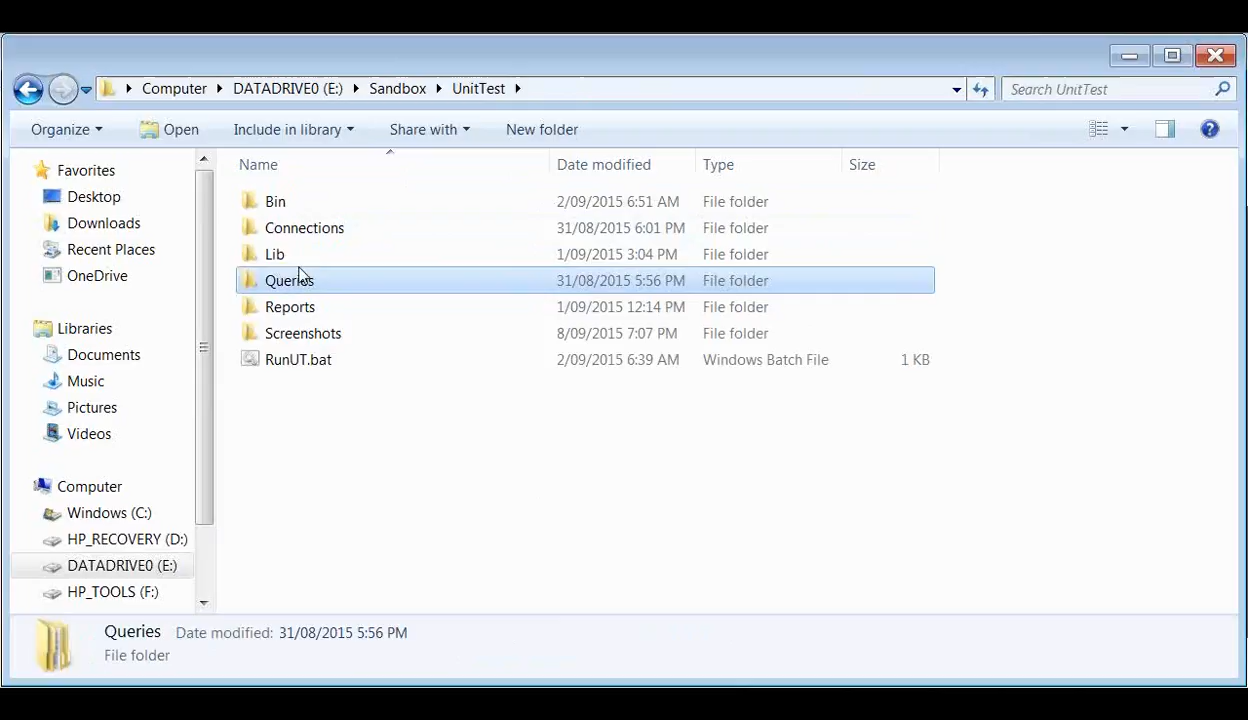 Computer DATADRIVE0 (E:) Sandbox UnitTest
Search UnitTest
Organize Open Include in library Share with New folder
Name Date modified Type Size
Favorites
Desktop
Downloads
Recent Places
OneDrive
Libraries
Documents
Music
Pictures
Videos
Computer
Windows (C:)
HP_RECOVERY (D:)
DATADRIVE0 (E:)
HP_TOOLS (F:)
Bin 2/09/2015 6:51 AM File folder
Connections 31/08/2015 6:01 PM File folder
Lib 1/09/2015 3:04 PM File folder
Queries 31/08/2015 5:56 PM File folder
Reports 1/09/2015 12:14 PM File folder
Screenshots 8/09/2015 7:07 PM File folder
RunUT.bat 2/09/2015 6:39 AM Windows Batch File 1 KB
Queries Date modified: 31/08/2015 5:56 PM
File folder